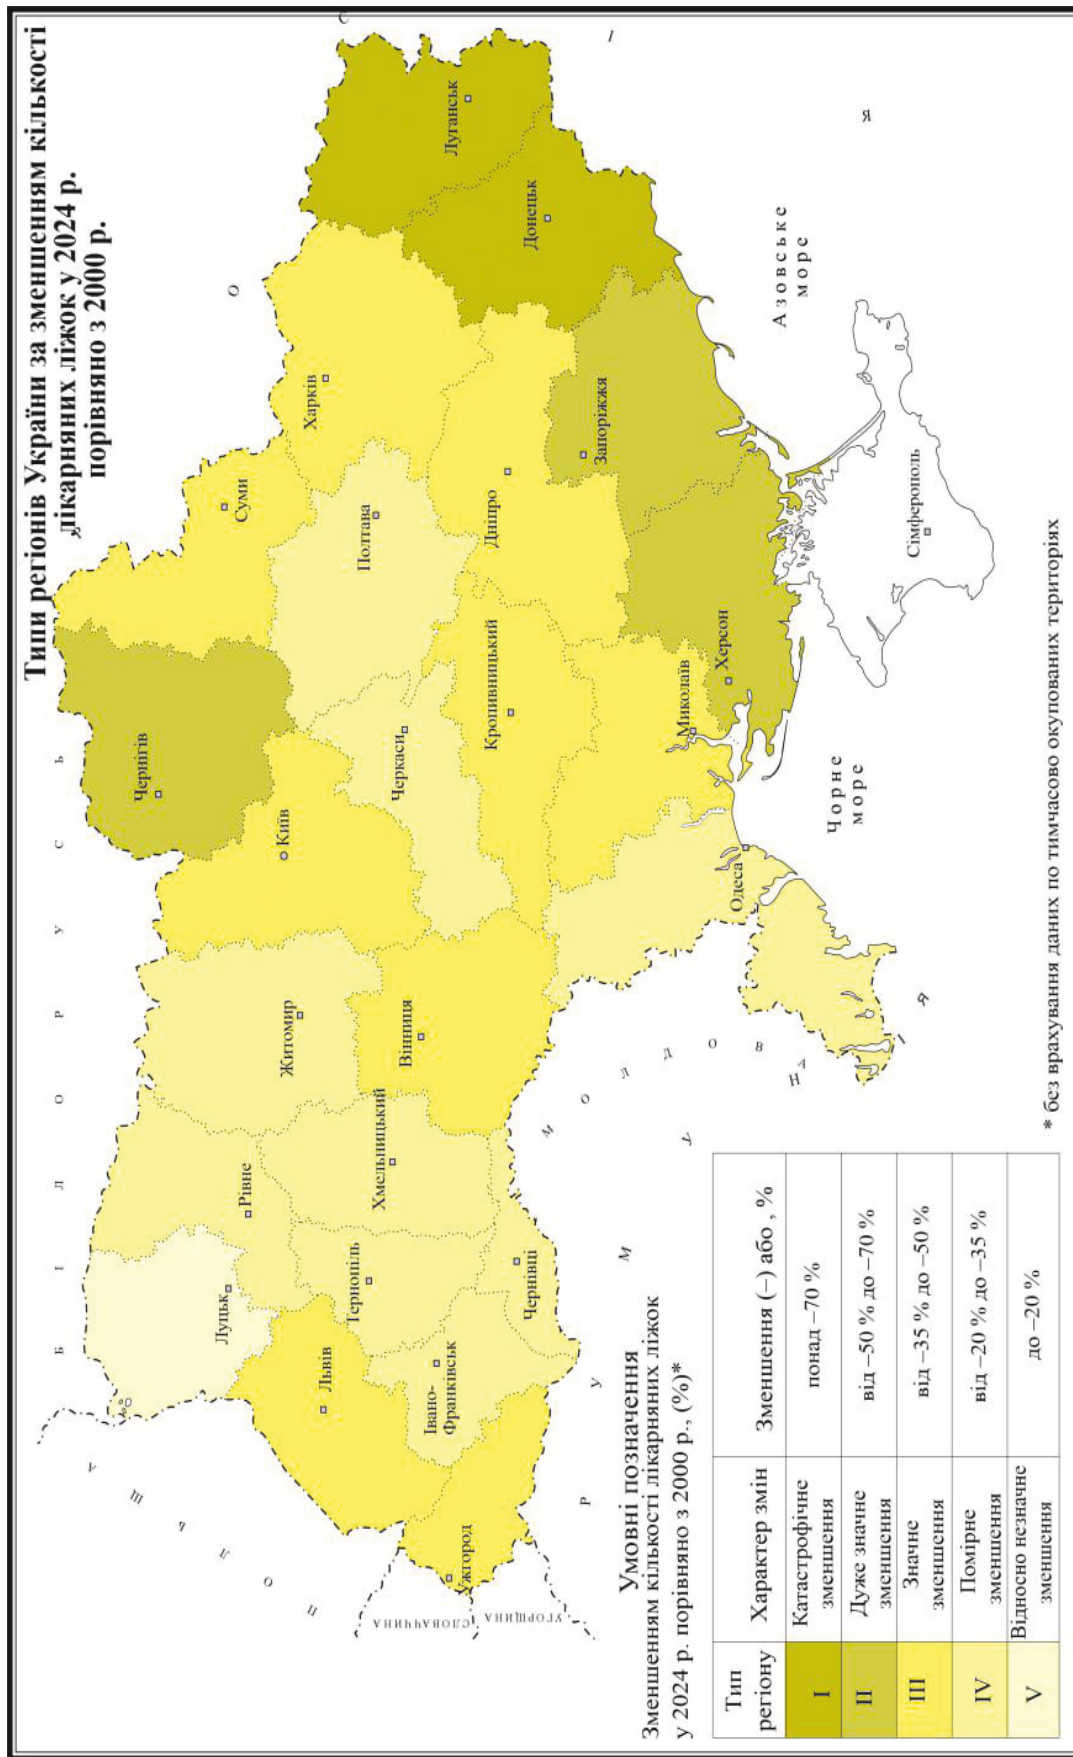 Типи регіонів України за зменшенням кількості
лікарняних ліжок у 2024 р.
порівняно з 2000 р.
Б І Л О Р У С Ь
Р О С І Я
П О Л Ь Щ А
СЛОВАЧЧИНА
УГОРЩИНА
Р У М У Н І Я
М О Л Д О В А
Луцьк
Рівне
Житомир
Київ
Чернігів
Суми
Львів
Тернопіль
Хмельницький
Вінниця
Черкаси
Полтава
Харків
Луганськ
Ужгород
Івано-
Франківськ
Чернівці
Кропивницький
Дніпро
Донецьк
Запоріжжя
Миколаїв
Херсон
Одеса
Сімферополь
Чорне
море
Азовське
море
Умовні позначення
Зменшенням кількості лікарняних ліжок
у 2024 р. порівняно з 2000 р., (%)*
Тип
регіону
Характер змін
Зменшення (–) або , %
I
Катастрофічне
зменшення
понад –70 %
II
Дуже значне
зменшення
від –50 % до –70 %
III
Значне
зменшення
від –35 % до –50 %
IV
Помірне
зменшення
від –20 % до –35 %
V
Відносно незначне
зменшення
до –20 %
* без врахування даних по тимчасово окупованих територіях